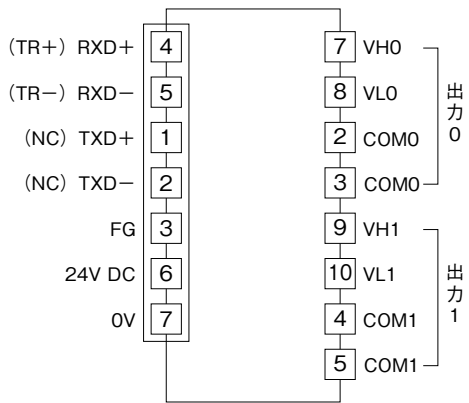 (TR+) RXD+ 4
(TR−) RXD− 5
(NC) TXD+ 1
(NC) TXD− 2
FG 3
24V DC 6
0V 7
7 VH0
8 VL0
2 COM0
3 COM0
出力0
9 VH1
10 VL1
4 COM1
5 COM1
出力1